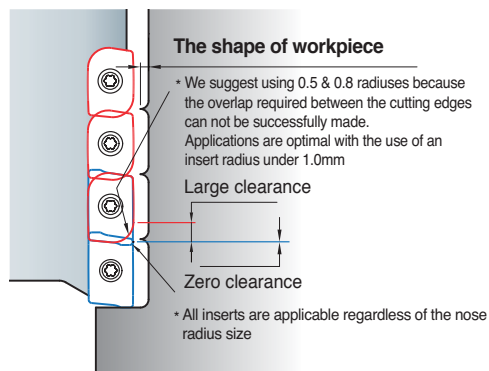 The shape of workpiece
* We suggest using 0.5 & 0.8 radiuses because
the overlap required between the cutting edges
can not be successfully made.
Applications are optimal with the use of an
insert radius under 1.0mm
Large clearance
Zero clearance
* All inserts are applicable regardless of the nose
radius size